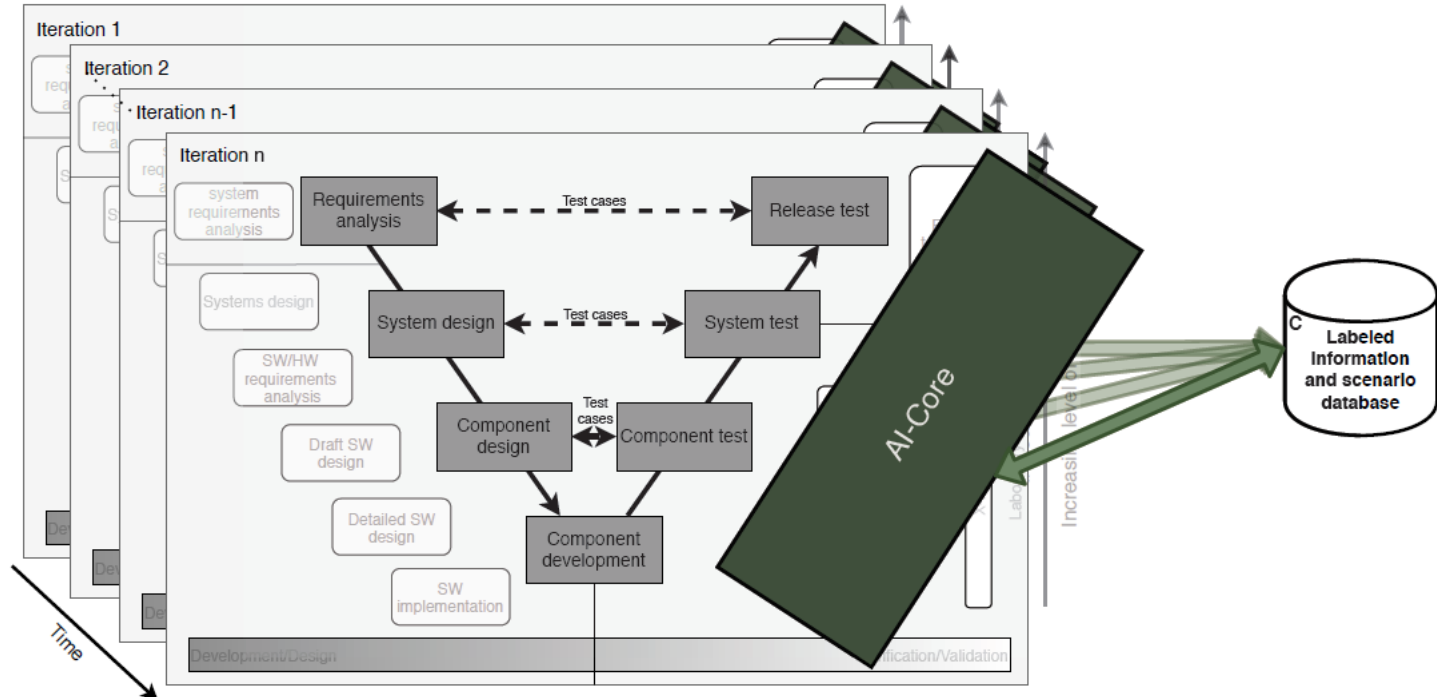 Iteration 1
Iteration 2
Iteration n-1
Iteration n
system
requirements
analysis
Requirements
analysis
Test cases
Release test
Systems design
System design
Test cases
System test
SW/HW
requirements
analysis
Component
design
Test
cases
Component test
Draft SW
design
Detailed SW
design
Component
development
SW
implementation
Development/Design
AI-Core
C
Labeled
Information
and scenario
database
Time